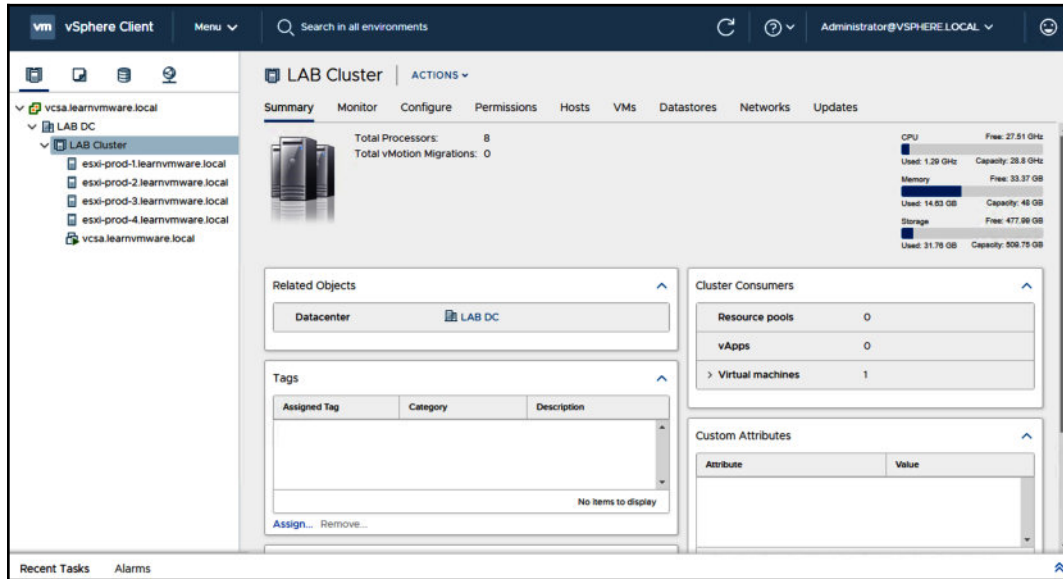 vm vSphere Client Menu Search in all environments Administrator@VSPHERE.LOCAL
LAB Cluster ACTIONS
Summary Monitor Configure Permissions Hosts VMs Datastores Networks Updates
vcsa.learnvmware.local
LAB DC
LAB Cluster
esxi-prod-1.learnvmware.local
esxi-prod-2.learnvmware.local
esxi-prod-3.learnvmware.local
esxi-prod-4.learnvmware.local
vcsa.learnvmware.local
Total Processors: 8
Total vMotion Migrations: 0
CPU Free: 27.51 GHz
Used: 1.29 GHz Capacity: 28.8 GHz
Memory Free: 33.37 GB
Used: 14.63 GB Capacity: 48 GB
Storage Free: 477.99 GB
Used: 31.76 GB Capacity: 509.75 GB
Related Objects
Datacenter LAB DC
Tags
Assigned Tag Category Description
No items to display
Assign... Remove...
Cluster Consumers
Resource pools 0
vApps 0
Virtual machines 1
Custom Attributes
Attribute Value
Recent Tasks Alarms